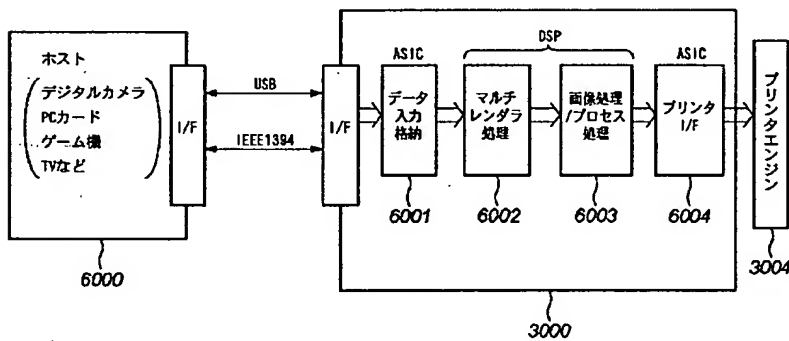 ホスト
デジタルカメラ
PCカード
ゲーム機
TVなど
I/F
6000
USB
IEEE1394
I/F
DSP
ASIC
データ
入力
格納
6001
マルチ
レンダラ
処理
6002
画像処理
/プロセス
処理
6003
ASIC
プリンタ
I/F
6004
3000
プリンタエンジン
3004